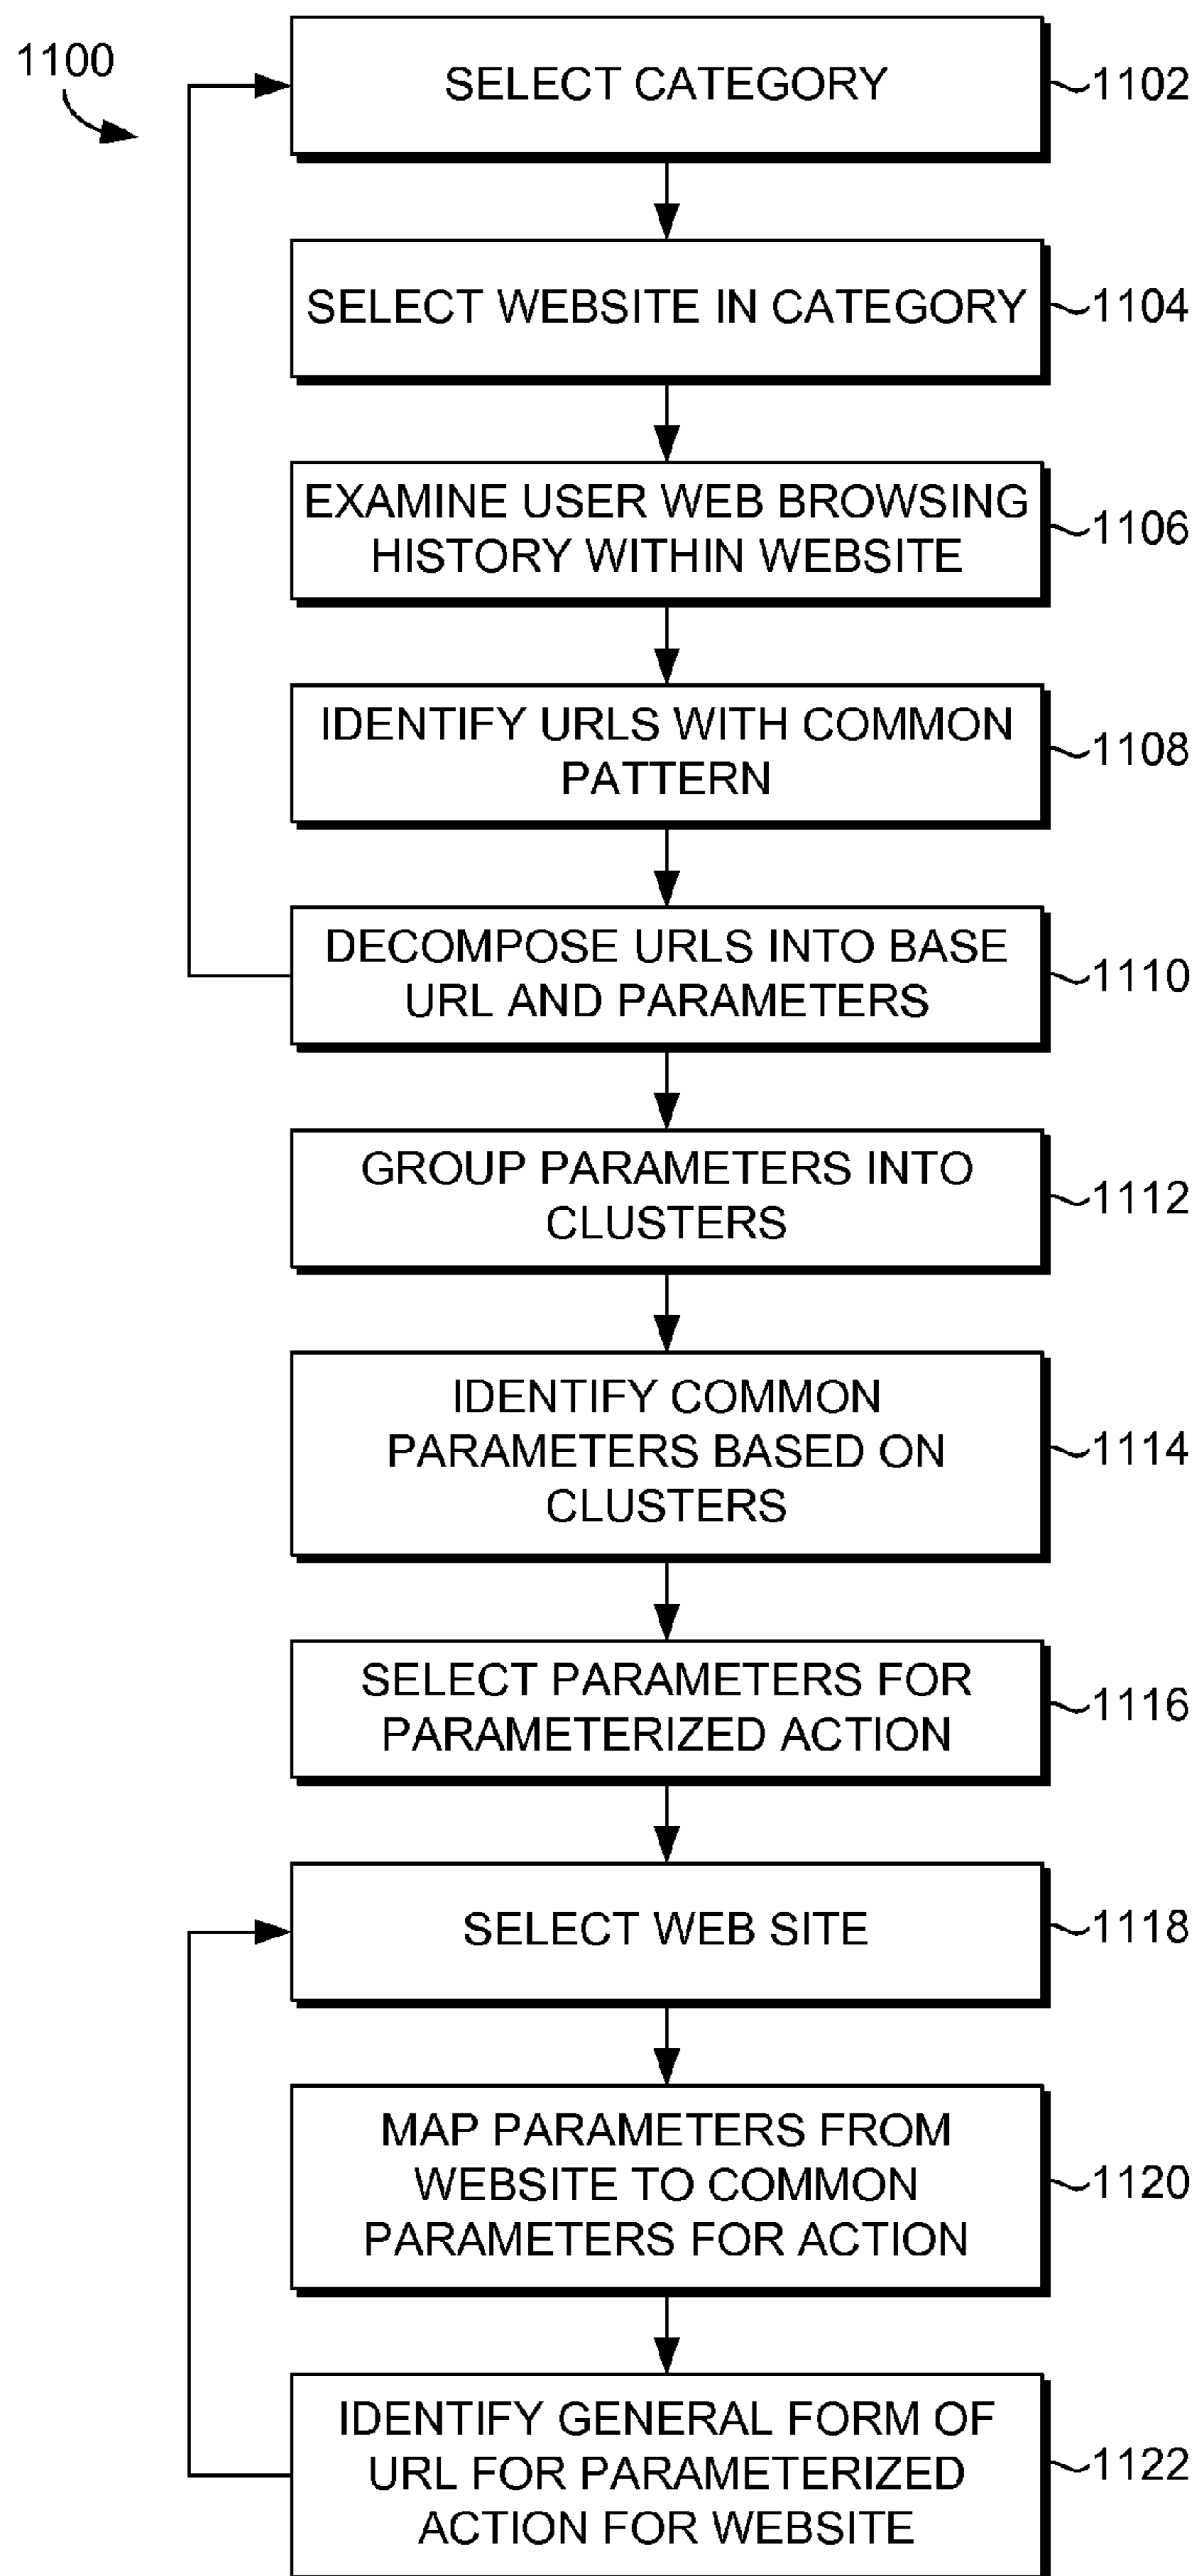 1100
SELECT CATEGORY
1102
SELECT WEBSITE IN CATEGORY
1104
EXAMINE USER WEB BROWSING
HISTORY WITHIN WEBSITE
1106
IDENTIFY URLS WITH COMMON
PATTERN
1108
DECOMPOSE URLS INTO BASE
URL AND PARAMETERS
1110
GROUP PARAMETERS INTO
CLUSTERS
1112
IDENTIFY COMMON
PARAMETERS BASED ON
CLUSTERS
1114
SELECT PARAMETERS FOR
PARAMETERIZED ACTION
1116
SELECT WEB SITE
1118
MAP PARAMETERS FROM
WEBSITE TO COMMON
PARAMETERS FOR ACTION
1120
IDENTIFY GENERAL FORM OF
URL FOR PARAMETERIZED
ACTION FOR WEBSITE
1122